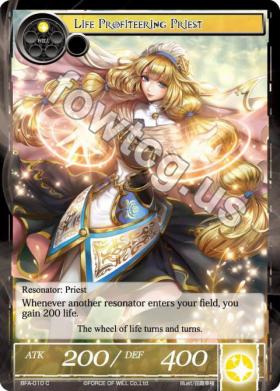 Life Profiteering Priest
WILL
fowtcg.us
Resonator: Priest
Whenever another resonator enters your field, you
gain 200 life.
The wheel of life turns and turns.
ATK 200/ DEF 400
BFA-010 C ©FORCE OF WILL Co.,Ltd.